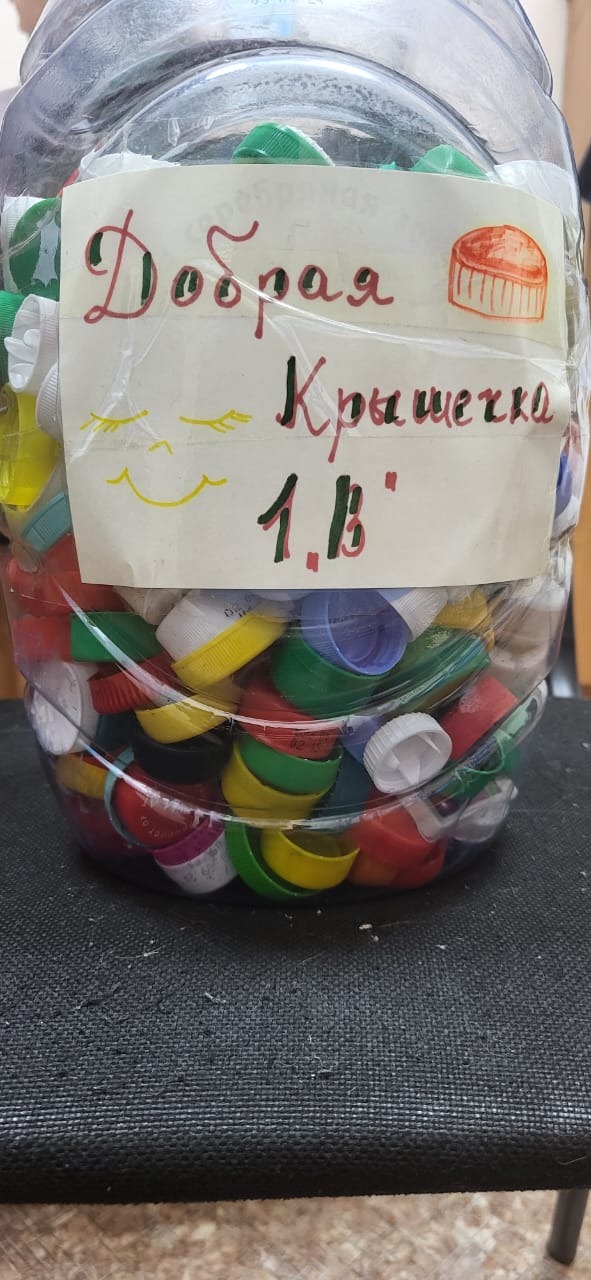 Добрая
Крышечка
1 „В"